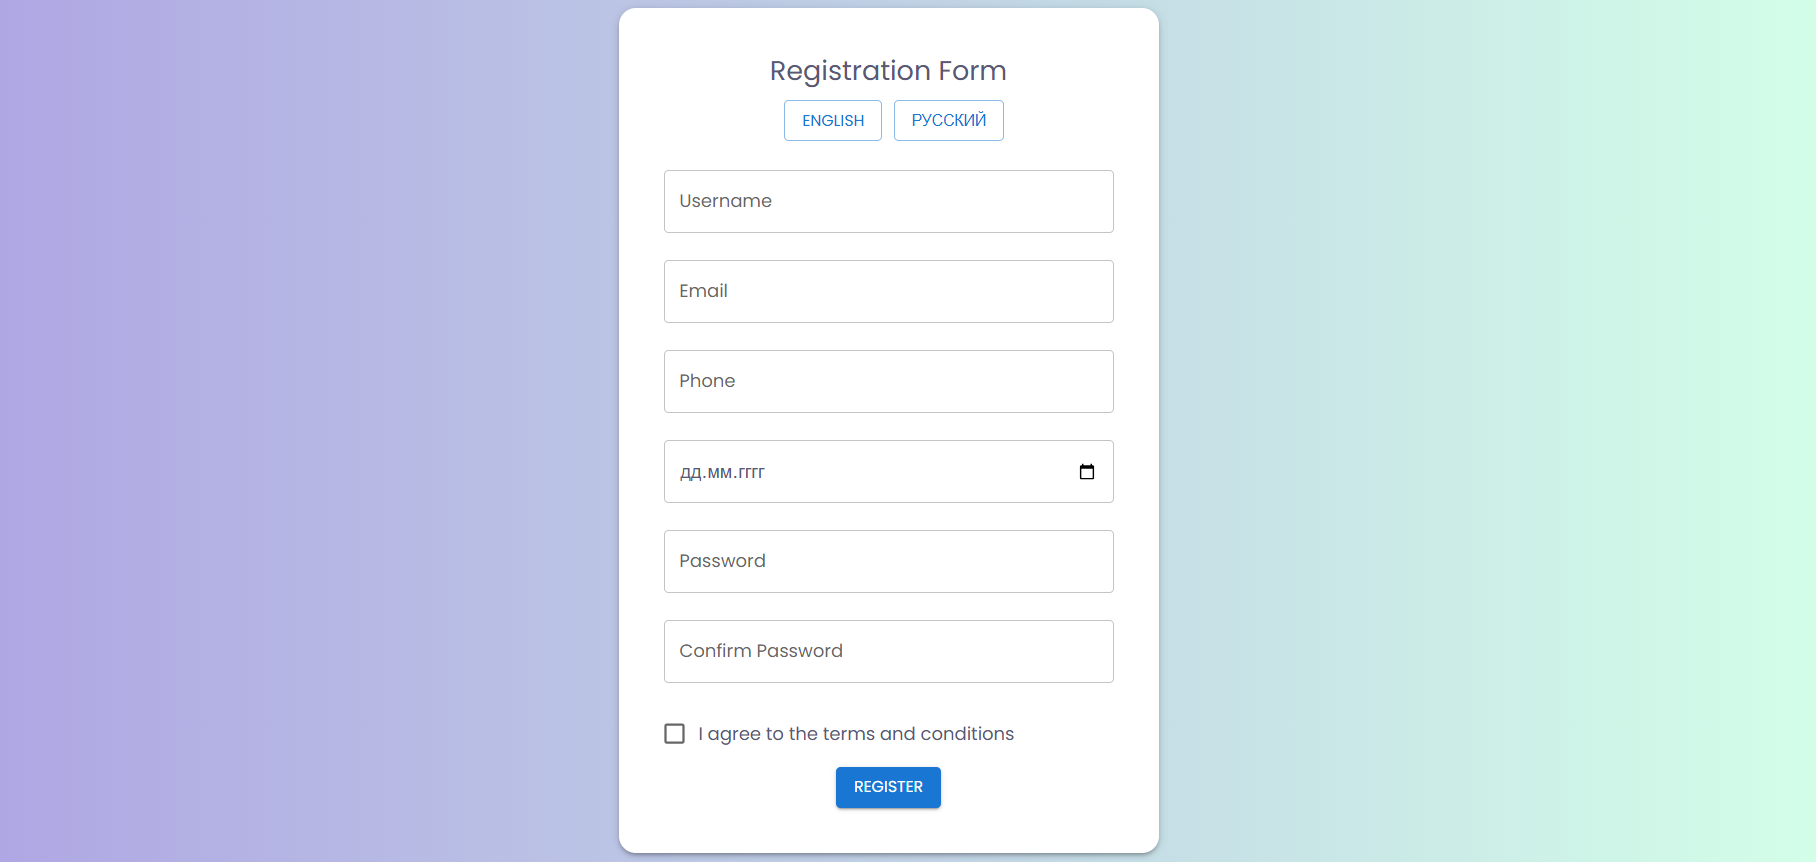 Registration Form
ENGLISH РУССКИЙ
Username
Email
Phone
дд.мм.гггг
Password
Confirm Password
I agree to the terms and conditions
REGISTER